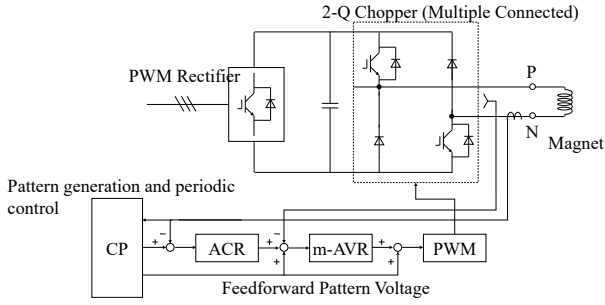 2-Q Chopper (Multiple Connected)
PWM Rectifier
P
N
Magnet
Pattern generation and periodic
control
CP
+
−
ACR
+
−
+
m-AVR
+
+
PWM
Feedforward Pattern Voltage